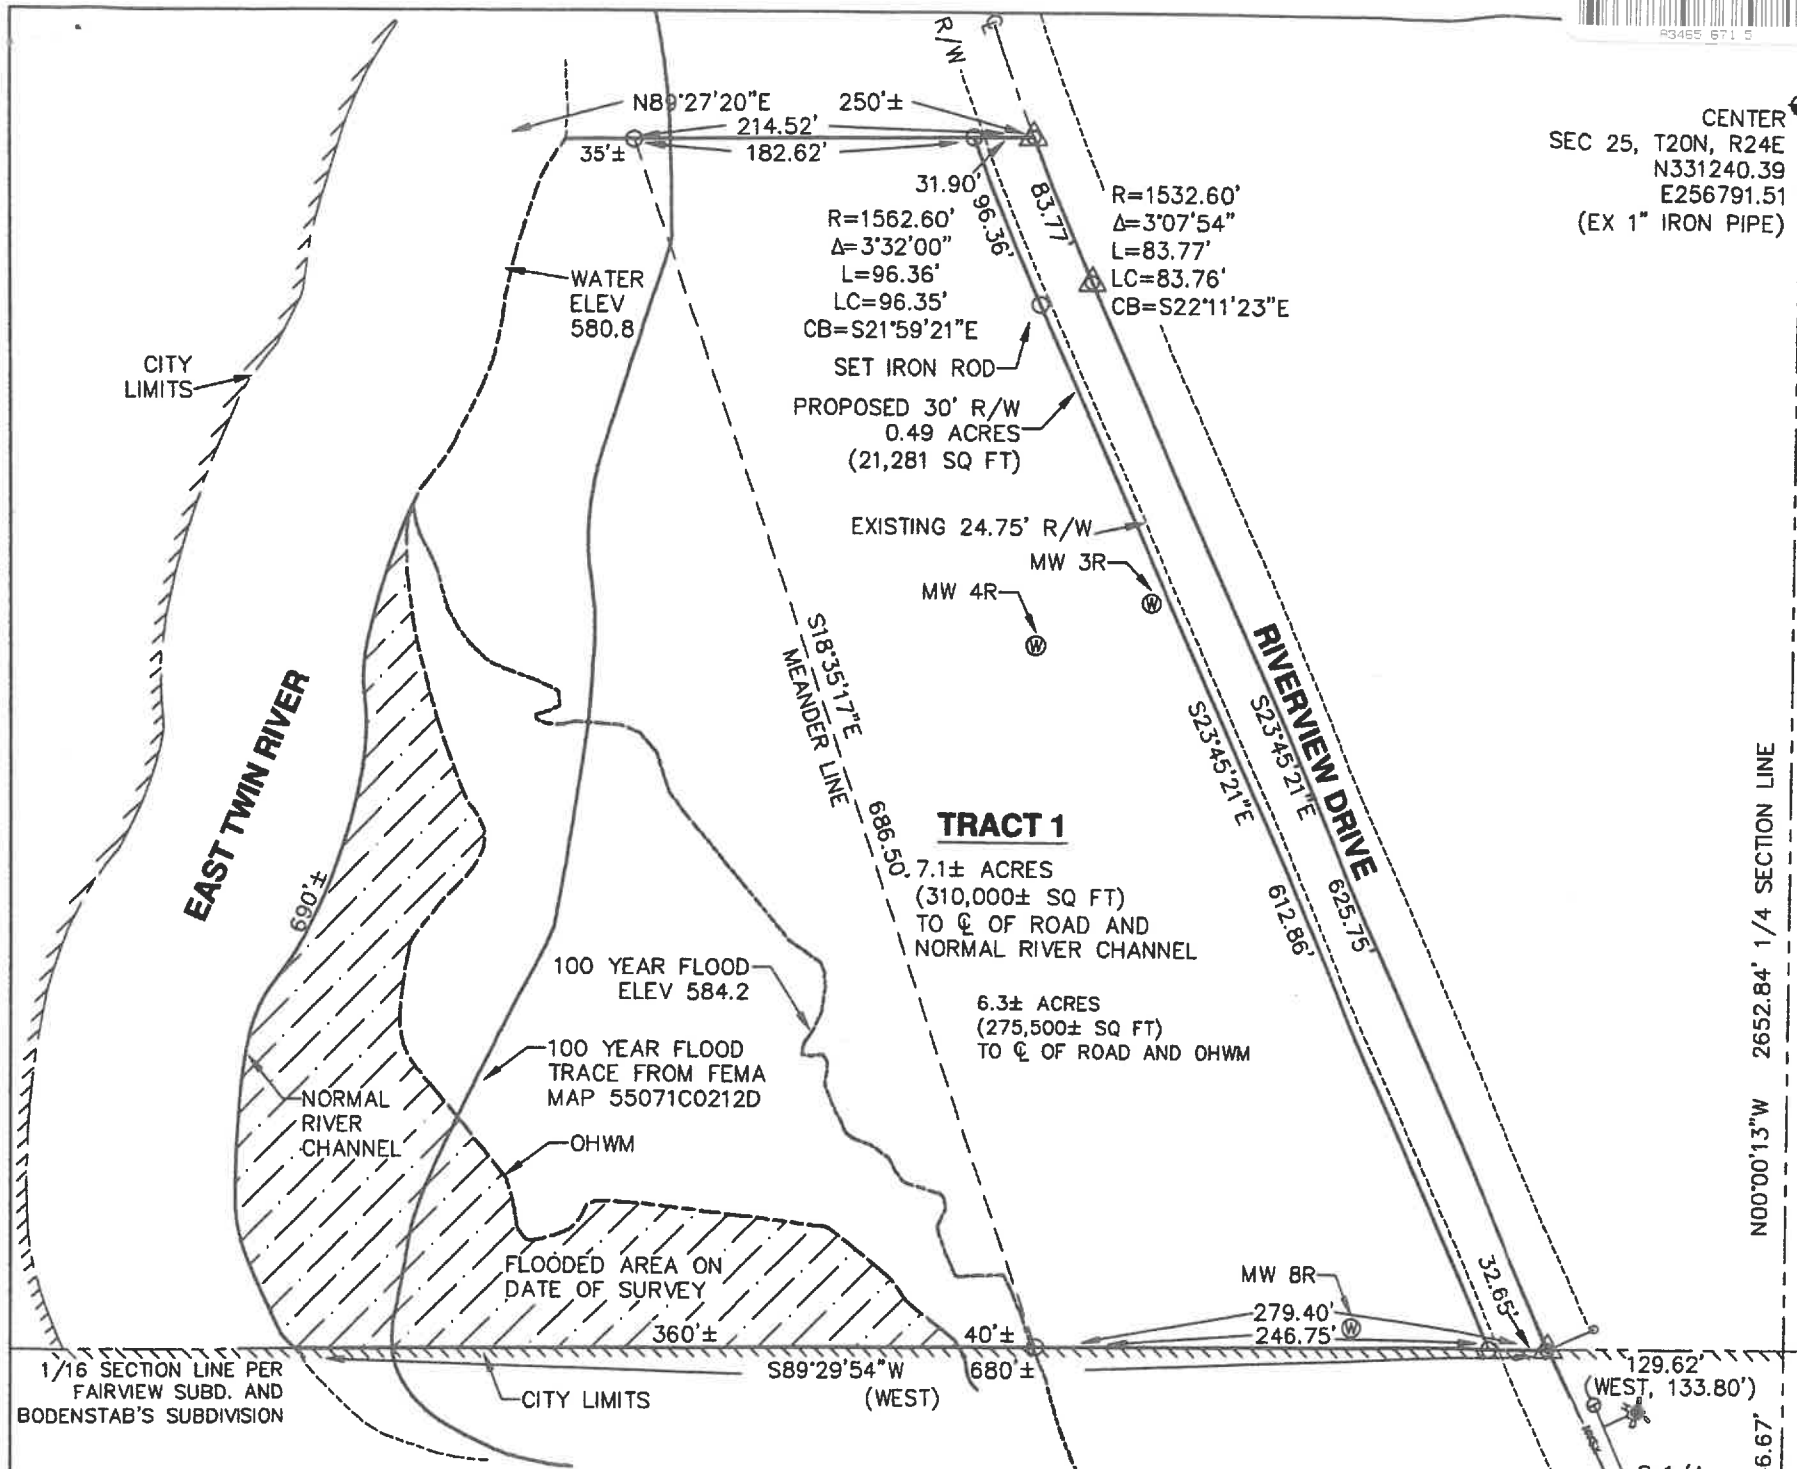 A3465 671 5
R/W
N89°27'20"E 250'±
214.52'
35'±
182.62'
31.90'
CENTER
SEC 25, T20N, R24E
N331240.39
E256791.51
(EX 1" IRON PIPE)
96.36'
83.77'
R=1562.60'
Δ=3°32'00"
L=96.36'
LC=96.35'
CB=S21°59'21"E
R=1532.60'
Δ=3°07'54"
L=83.77'
LC=83.76'
CB=S22°11'23"E
WATER
ELEV
580.8
CITY
LIMITS
SET IRON ROD
PROPOSED 30' R/W
0.49 ACRES
(21,281 SQ FT)
EXISTING 24.75' R/W
MW 3R
W
MW 4R
W
S18°35'17"E
MEANDER LINE
686.50'
RIVERVIEW DRIVE
S23°45'21"E
S23°45'21"E
612.86'
625.75'
EAST TWIN RIVER
690'±
TRACT 1
7.1± ACRES
(310,000± SQ FT)
TO ℄ OF ROAD AND
NORMAL RIVER CHANNEL
6.3± ACRES
(275,500± SQ FT)
TO ℄ OF ROAD AND OHWM
N00°00'13"W 2652.84' 1/4 SECTION LINE
100 YEAR FLOOD
ELEV 584.2
100 YEAR FLOOD
TRACE FROM FEMA
MAP 55071C0212D
NORMAL
RIVER
CHANNEL
OHWM
FLOODED AREA ON
DATE OF SURVEY
MW 8R
W
32.65'
279.40'
246.75'
360'±
40'±
S89°29'54"W 680'±
(WEST)
129.62'
(WEST, 133.80')
1/16 SECTION LINE PER
FAIRVIEW SUBD. AND
BODENSTAB'S SUBDIVISION
CITY LIMITS
6.67'